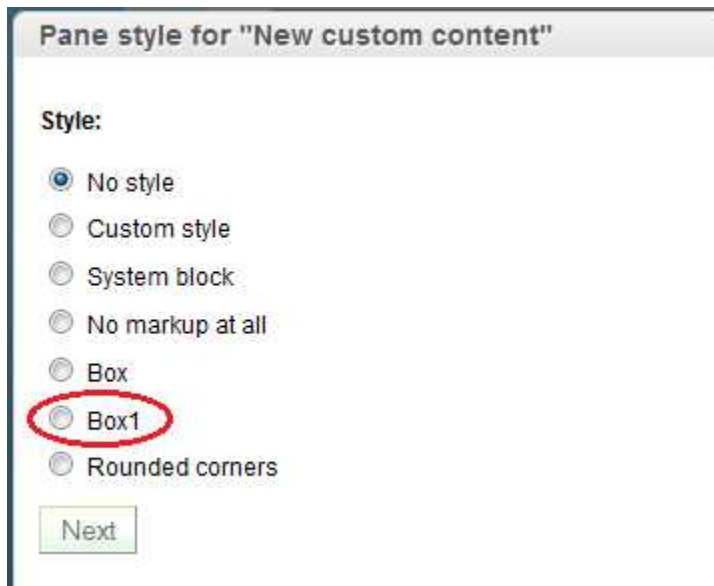 Pane style for "New custom content"
Style:
No style
Custom style
System block
No markup at all
Box
Box1
Rounded corners
Next